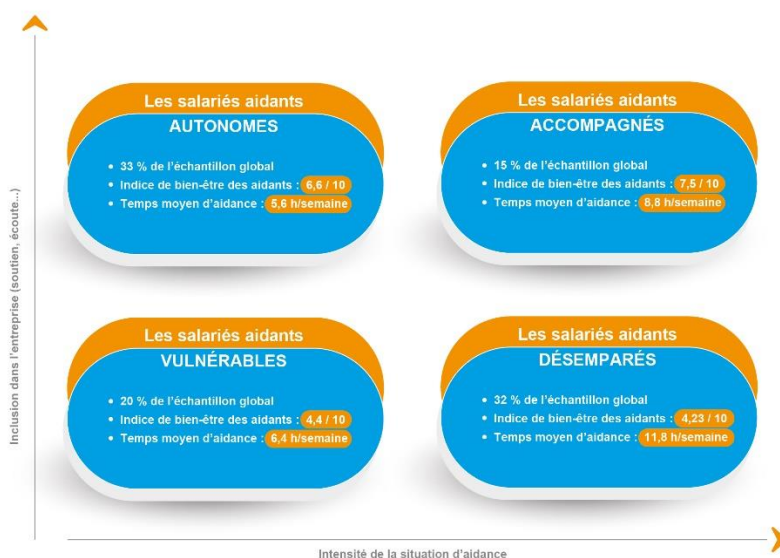 Les salariés aidants
AUTONOMES
• 33 % de l'échantillon global
• Indice de bien-être des aidants : 6,6 / 10
• Temps moyen d'aidance : 5,6 h/semaine
Les salariés aidants
ACCOMPAGNÉS
• 15 % de l'échantillon global
• Indice de bien-être des aidants : 7,5 / 10
• Temps moyen d'aidance : 8,8 h/semaine
Inclusion dans l'entreprise (soutien, écoute...)
Les salariés aidants
VULNÉRABLES
• 20 % de l'échantillon global
• Indice de bien-être des aidants : 4,4 / 10
• Temps moyen d'aidance : 6,4 h/semaine
Les salariés aidants
DÉSEMPARÉS
• 32 % de l'échantillon global
• Indice de bien-être des aidants : 4,23 / 10
• Temps moyen d'aidance : 11,8 h/semaine
Intensité de la situation d'aidance